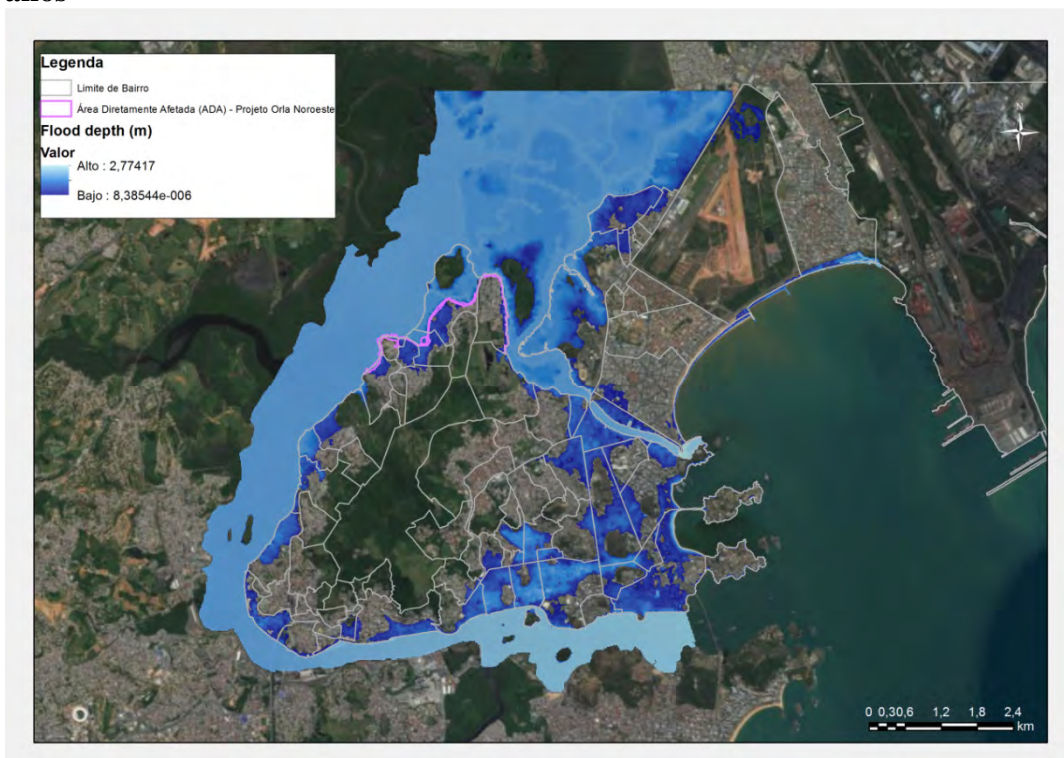 años
Legenda
Limite de Bairro
Área Diretamente Afetada (ADA) - Projeto Orla Noroeste
Flood depth (m)
Valor
Alto : 2,77417
Bajo : 8,38544e-006
N
0 0,30,6 1,2 1,8 2,4
km